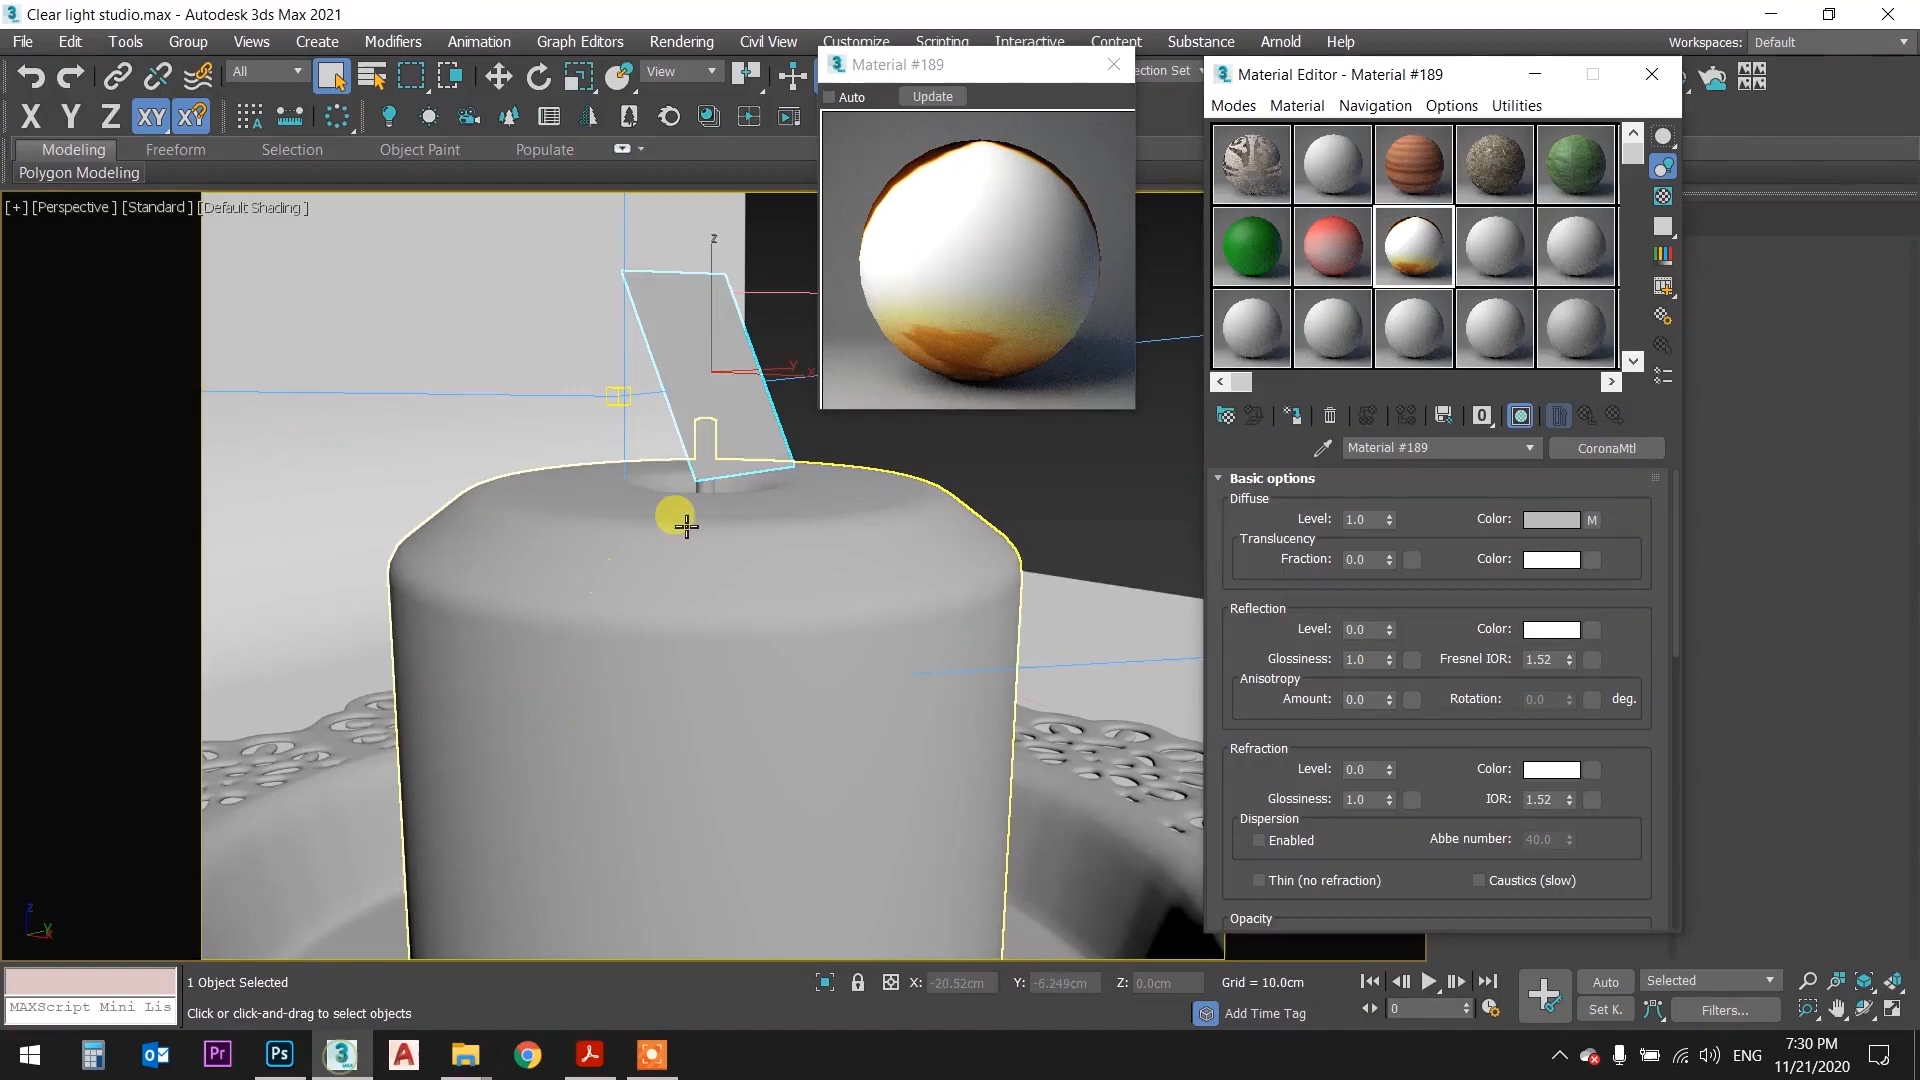 Clear light studio.max - Autodesk 3ds Max 2021
File Edit Tools Group Views Create Modifiers Animation Graph Editors Rendering Civil View Customize Scripting Interactive Content Substance Arnold Help
Workspaces: Default
All
View
Material #189
Auto Update
Material Editor - Material #189
Modes Material Navigation Options Utilities
X Y Z XY
Modeling Freeform Selection Object Paint Populate
Polygon Modeling
[+] [Perspective ] [Standard ] [Default Shading ]
z
y
x
Material #189 CoronaMtl
Basic options
Diffuse
Level: 1.0 Color: M
Translucency
Fraction: 0.0 Color:
Reflection
Level: 0.0 Color:
Glossiness: 1.0 Fresnel IOR: 1.52
Anisotropy
Amount: 0.0 Rotation: 0.0 deg.
Refraction
Level: 0.0 Color:
Glossiness: 1.0 IOR: 1.52
Dispersion
Enabled Abbe number: 40.0
Thin (no refraction) Caustics (slow)
Opacity
1 Object Selected
X: -20.52cm Y: -6.249cm Z: 0.0cm Grid = 10.0cm
Auto Selected
MAXScript Mini Lis
Click or click-and-drag to select objects
Add Time Tag
0
Set K. Filters...
ENG
7:30 PM
11/21/2020